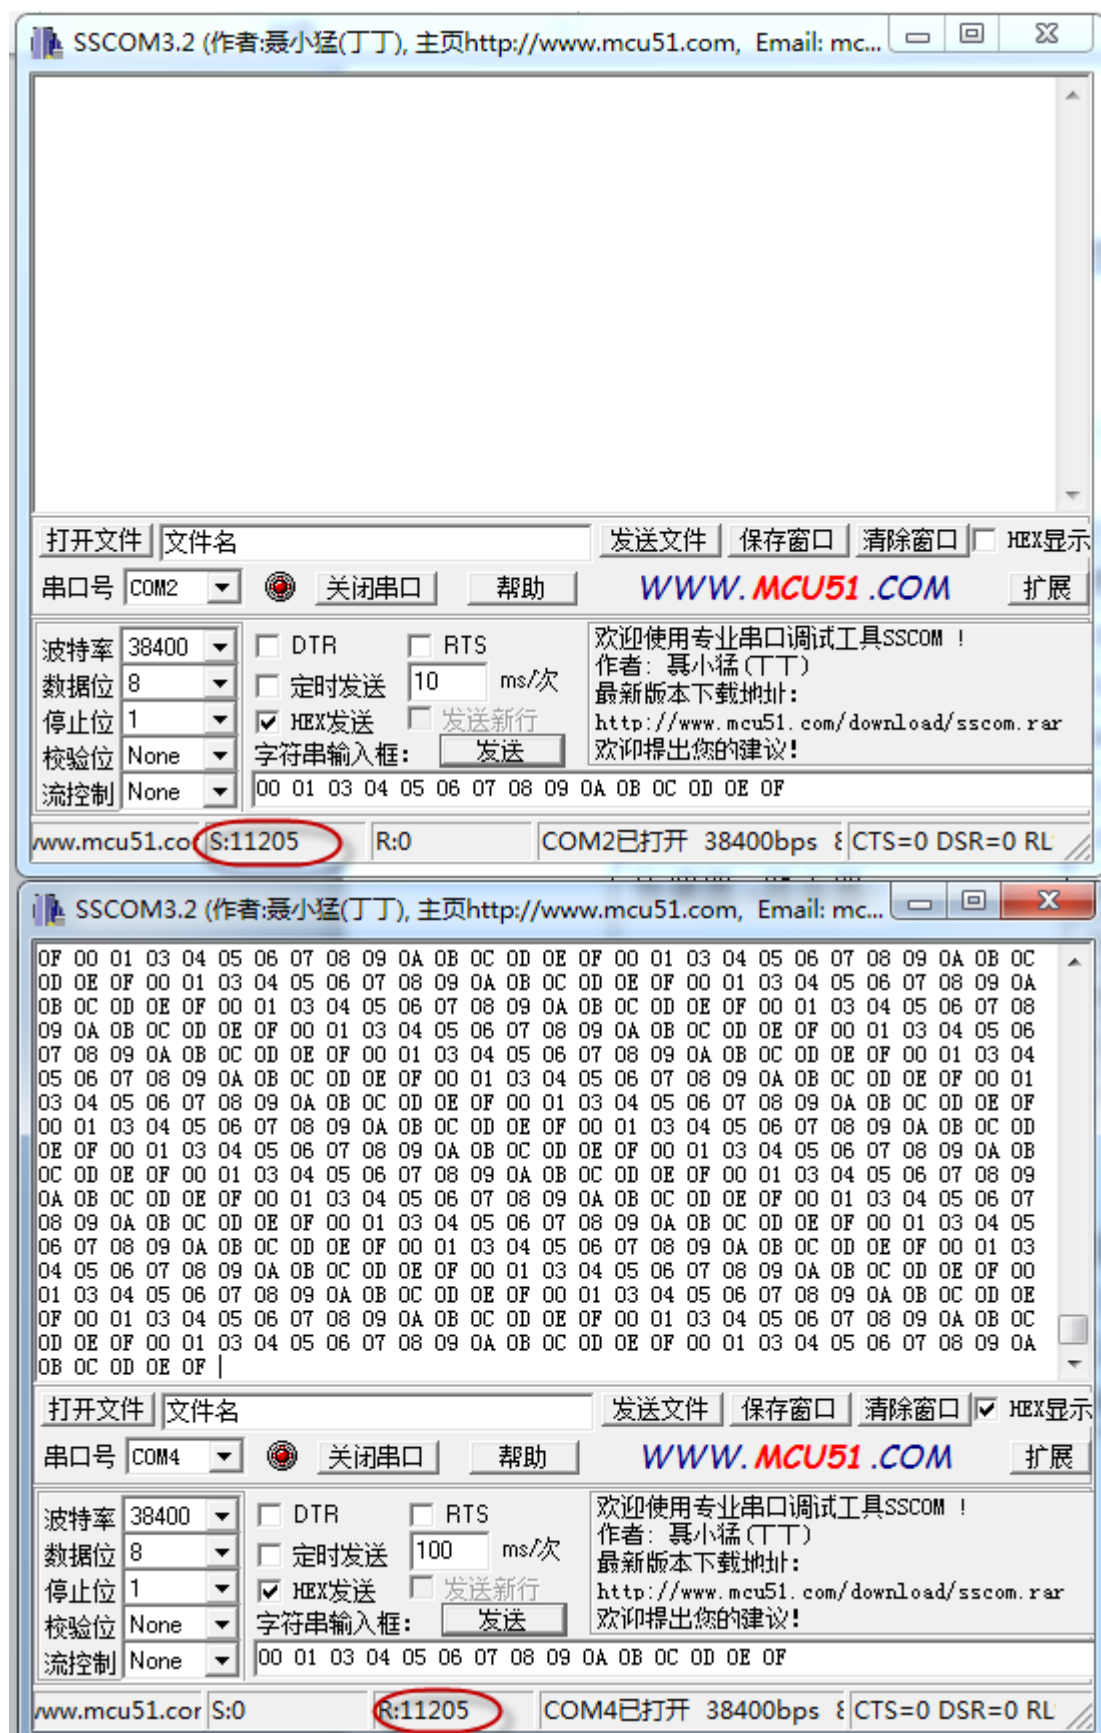 SSCOM3.2 (作者:聂小猛(丁丁), 主页http://www.mcu51.com, Email: mc...
打开文件 文件名 发送文件 保存窗口 清除窗口 HEX显示
串口号 COM2 关闭串口 帮助 WWW.MCU51.COM 扩展
波特率 38400 DTR RTS
数据位 8 定时发送 10 ms/次
停止位 1 HEX发送 发送新行
校验位 None 字符串输入框: 发送
流控制 None 00 01 03 04 05 06 07 08 09 0A 0B 0C 0D 0E 0F
欢迎使用专业串口调试工具SSCOM !
作者: 聂小猛(丁丁)
最新版本下载地址:
http://www.mcu51.com/download/sscom.rar
欢迎提出您的建议!
www.mcu51.cor S:11205 R:0 COM2已打开 38400bps 8 CTS=0 DSR=0 RL
SSCOM3.2 (作者:聂小猛(丁丁), 主页http://www.mcu51.com, Email: mc...
0F 00 01 03 04 05 06 07 08 09 0A 0B 0C 0D 0E 0F 00 01 03 04 05 06 07 08 09 0A 0B 0C
0D 0E 0F 00 01 03 04 05 06 07 08 09 0A 0B 0C 0D 0E 0F 00 01 03 04 05 06 07 08 09 0A
0B 0C 0D 0E 0F 00 01 03 04 05 06 07 08 09 0A 0B 0C 0D 0E 0F 00 01 03 04 05 06 07 08
09 0A 0B 0C 0D 0E 0F 00 01 03 04 05 06 07 08 09 0A 0B 0C 0D 0E 0F 00 01 03 04 05 06
07 08 09 0A 0B 0C 0D 0E 0F 00 01 03 04 05 06 07 08 09 0A 0B 0C 0D 0E 0F 00 01 03 04
05 06 07 08 09 0A 0B 0C 0D 0E 0F 00 01 03 04 05 06 07 08 09 0A 0B 0C 0D 0E 0F 00 01
03 04 05 06 07 08 09 0A 0B 0C 0D 0E 0F 00 01 03 04 05 06 07 08 09 0A 0B 0C 0D 0E 0F
00 01 03 04 05 06 07 08 09 0A 0B 0C 0D 0E 0F 00 01 03 04 05 06 07 08 09 0A 0B 0C 0D
0E 0F 00 01 03 04 05 06 07 08 09 0A 0B 0C 0D 0E 0F 00 01 03 04 05 06 07 08 09 0A 0B
0C 0D 0E 0F 00 01 03 04 05 06 07 08 09 0A 0B 0C 0D 0E 0F 00 01 03 04 05 06 07 08 09
0A 0B 0C 0D 0E 0F 00 01 03 04 05 06 07 08 09 0A 0B 0C 0D 0E 0F 00 01 03 04 05 06 07
08 09 0A 0B 0C 0D 0E 0F 00 01 03 04 05 06 07 08 09 0A 0B 0C 0D 0E 0F 00 01 03 04 05
06 07 08 09 0A 0B 0C 0D 0E 0F 00 01 03 04 05 06 07 08 09 0A 0B 0C 0D 0E 0F 00 01 03
04 05 06 07 08 09 0A 0B 0C 0D 0E 0F 00 01 03 04 05 06 07 08 09 0A 0B 0C 0D 0E 0F 00
01 03 04 05 06 07 08 09 0A 0B 0C 0D 0E 0F 00 01 03 04 05 06 07 08 09 0A 0B 0C 0D 0E
0F 00 01 03 04 05 06 07 08 09 0A 0B 0C 0D 0E 0F 00 01 03 04 05 06 07 08 09 0A 0B 0C
0D 0E 0F 00 01 03 04 05 06 07 08 09 0A 0B 0C 0D 0E 0F 00 01 03 04 05 06 07 08 09 0A
0B 0C 0D 0E 0F
打开文件 文件名 发送文件 保存窗口 清除窗口 HEX显示
串口号 COM4 关闭串口 帮助 WWW.MCU51.COM 扩展
波特率 38400 DTR RTS
数据位 8 定时发送 100 ms/次
停止位 1 HEX发送 发送新行
校验位 None 字符串输入框: 发送
流控制 None 00 01 03 04 05 06 07 08 09 0A 0B 0C 0D 0E 0F
欢迎使用专业串口调试工具SSCOM !
作者: 聂小猛(丁丁)
最新版本下载地址:
http://www.mcu51.com/download/sscom.rar
欢迎提出您的建议!
www.mcu51.cor S:0 R:11205 COM4已打开 38400bps 8 CTS=0 DSR=0 RL